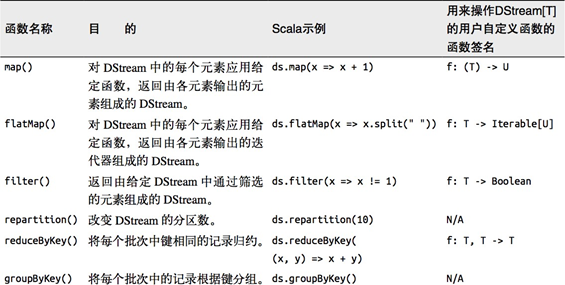 函数名称 目 的 Scala示例 用来操作DStream[T]
的用户自定义函数的
函数签名
map() 对 DStream 中的每个元素应用给 ds.map(x => x + 1) f: (T) -> U
定函数，返回由各元素输出的元
素组成的 DStream。
flatMap() 对 DStream 中的每个元素应用给 ds.flatMap(x => x.split(" ")) f: T -> Iterable[U]
定函数，返回由各元素输出的迭
代器组成的 DStream。
filter() 返回由给定 DStream 中通过筛选 ds.filter(x => x != 1) f: T -> Boolean
的元素组成的 DStream。
repartition() 改变 DStream 的分区数。 ds.repartition(10) N/A
reduceByKey() 将每个批次中键相同的记录归约。 ds.reduceByKey( f: T, T -> T
(x, y) => x + y)
groupByKey() 将每个批次中的记录根据键分组。 ds.groupByKey() N/A